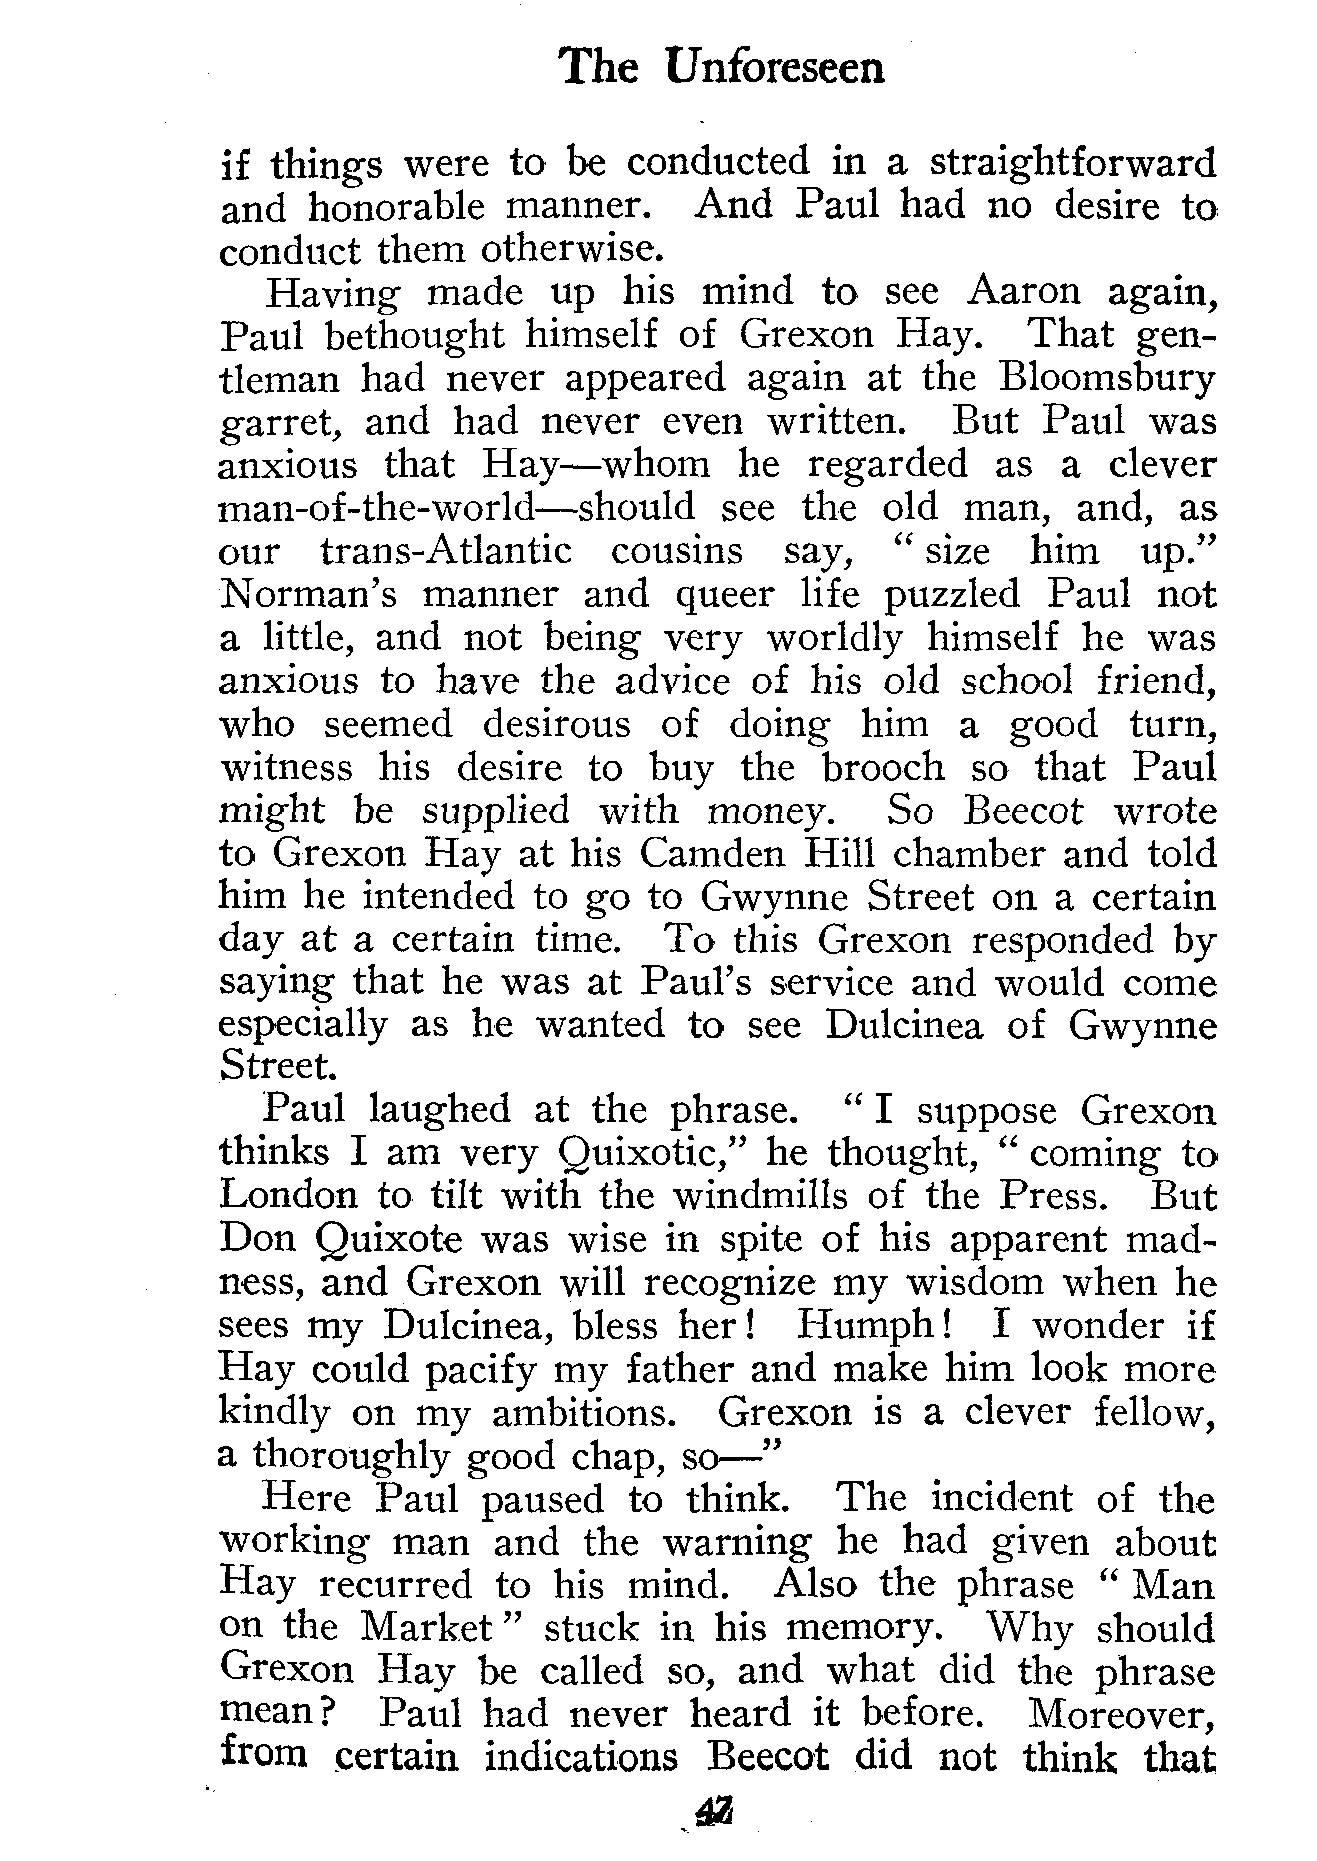 The Unforeseen
if things were to be conducted in a straightforward
and honorable manner. And Paul had no desire to
conduct them otherwise.
Having made up his mind to see Aaron again,
Paul bethought himself of Grexon Hay. That gen-
tleman had never appeared again at the Bloomsbury
garret, and had never even written. But Paul was
anxious that Hay—whom he regarded as a clever
man-of-the-world—should see the old man, and, as
our trans-Atlantic cousins say, “ size him up.”
Norman’s manner and queer life puzzled Paul not
a little, and not being very worldly himself he was
anxious to have the advice of his old school friend,
who seemed desirous of doing him a good turn,
witness his desire to buy the brooch so that Paul
might be supplied with money. So Beecot wrote
to Grexon Hay at his Camden Hill chamber and told
him he intended to go to Gwynne Street on a certain
day at a certain time. To this Grexon responded by
saying that he was at Paul’s service and would come
especially as he wanted to see Dulcinea of Gwynne
Street.
Paul laughed at the phrase. “ I suppose Grexon
thinks I am very Quixotic,” he thought, “ coming to
London to tilt with the windmills of the Press. But
Don Quixote was wise in spite of his apparent mad-
ness, and Grexon will recognize my wisdom when he
sees my Dulcinea, bless her! Humph! I wonder if
Hay could pacify my father and make him look more
kindly on my ambitions. Grexon is a clever fellow,
a thoroughly good chap, so—”
Here Paul paused to think. The incident of the
working man and the warning he had given about
Hay recurred to his mind. Also the phrase “ Man
on the Market ” stuck in his memory. Why should
Grexon Hay be called so, and what did the phrase
mean? Paul had never heard it before. Moreover,
from certain indications Beecot did not think that